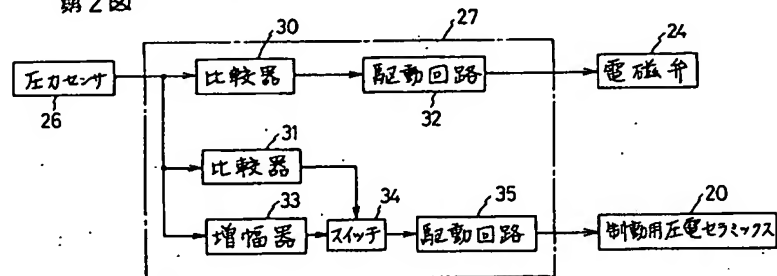 第2図
27
30
24
圧力センサ
比較器
駆動回路
電磁弁
26
32
31
比較器
33
34
35
20
増幅器
スイッチ
駆動回路
制動用圧電セラミックス